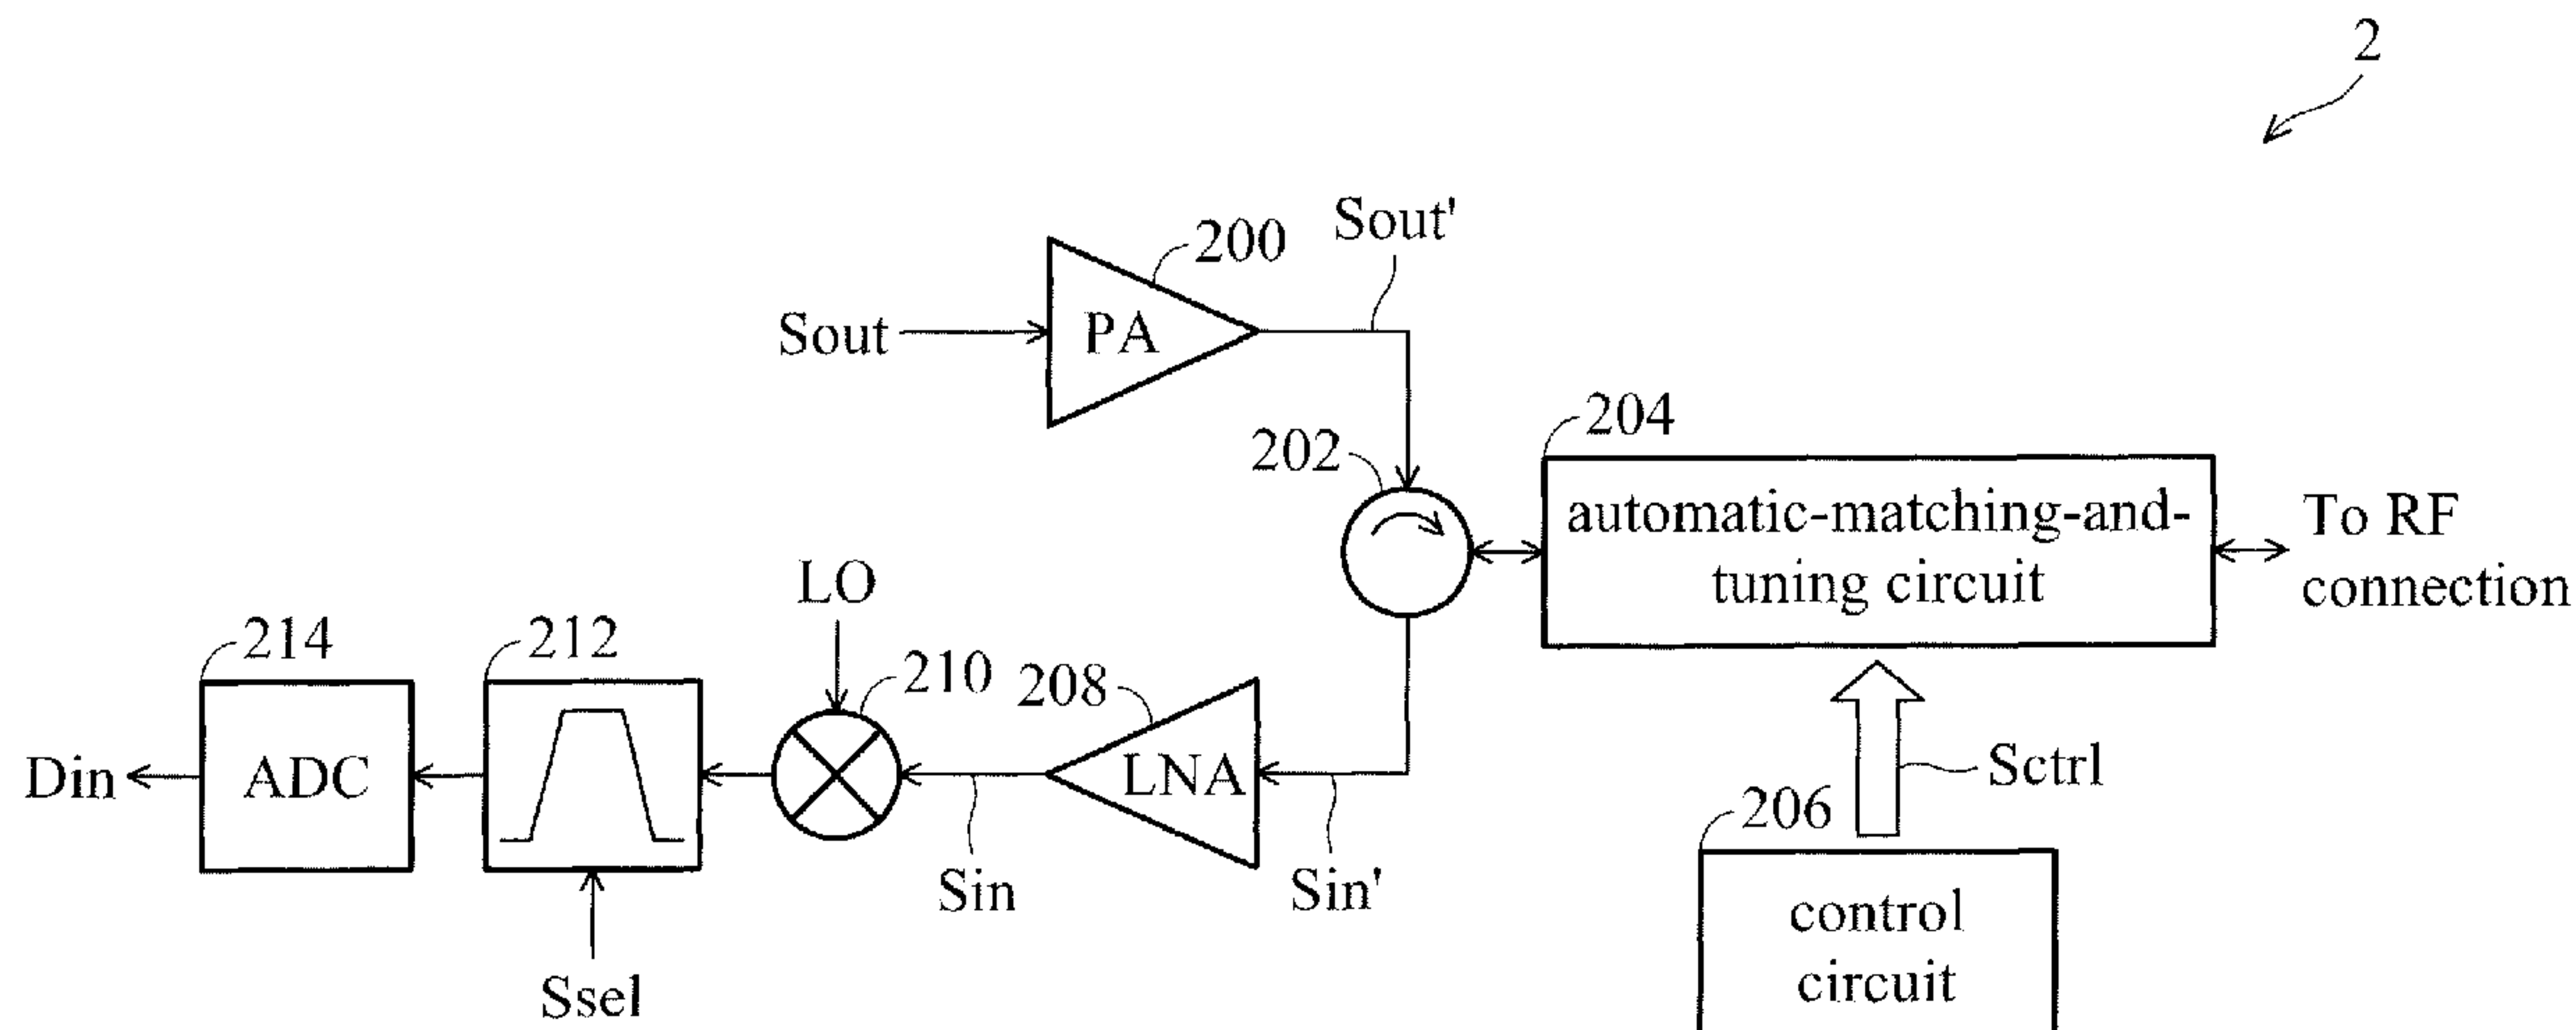 2
200
Sout'
Sout
PA
204
202
automatic-matching-and-
tuning circuit
To RF
connection
LO
214
212
210
208
Din
ADC
LNA
Sctrl
206
Sin
Sin'
control
circuit
Ssel